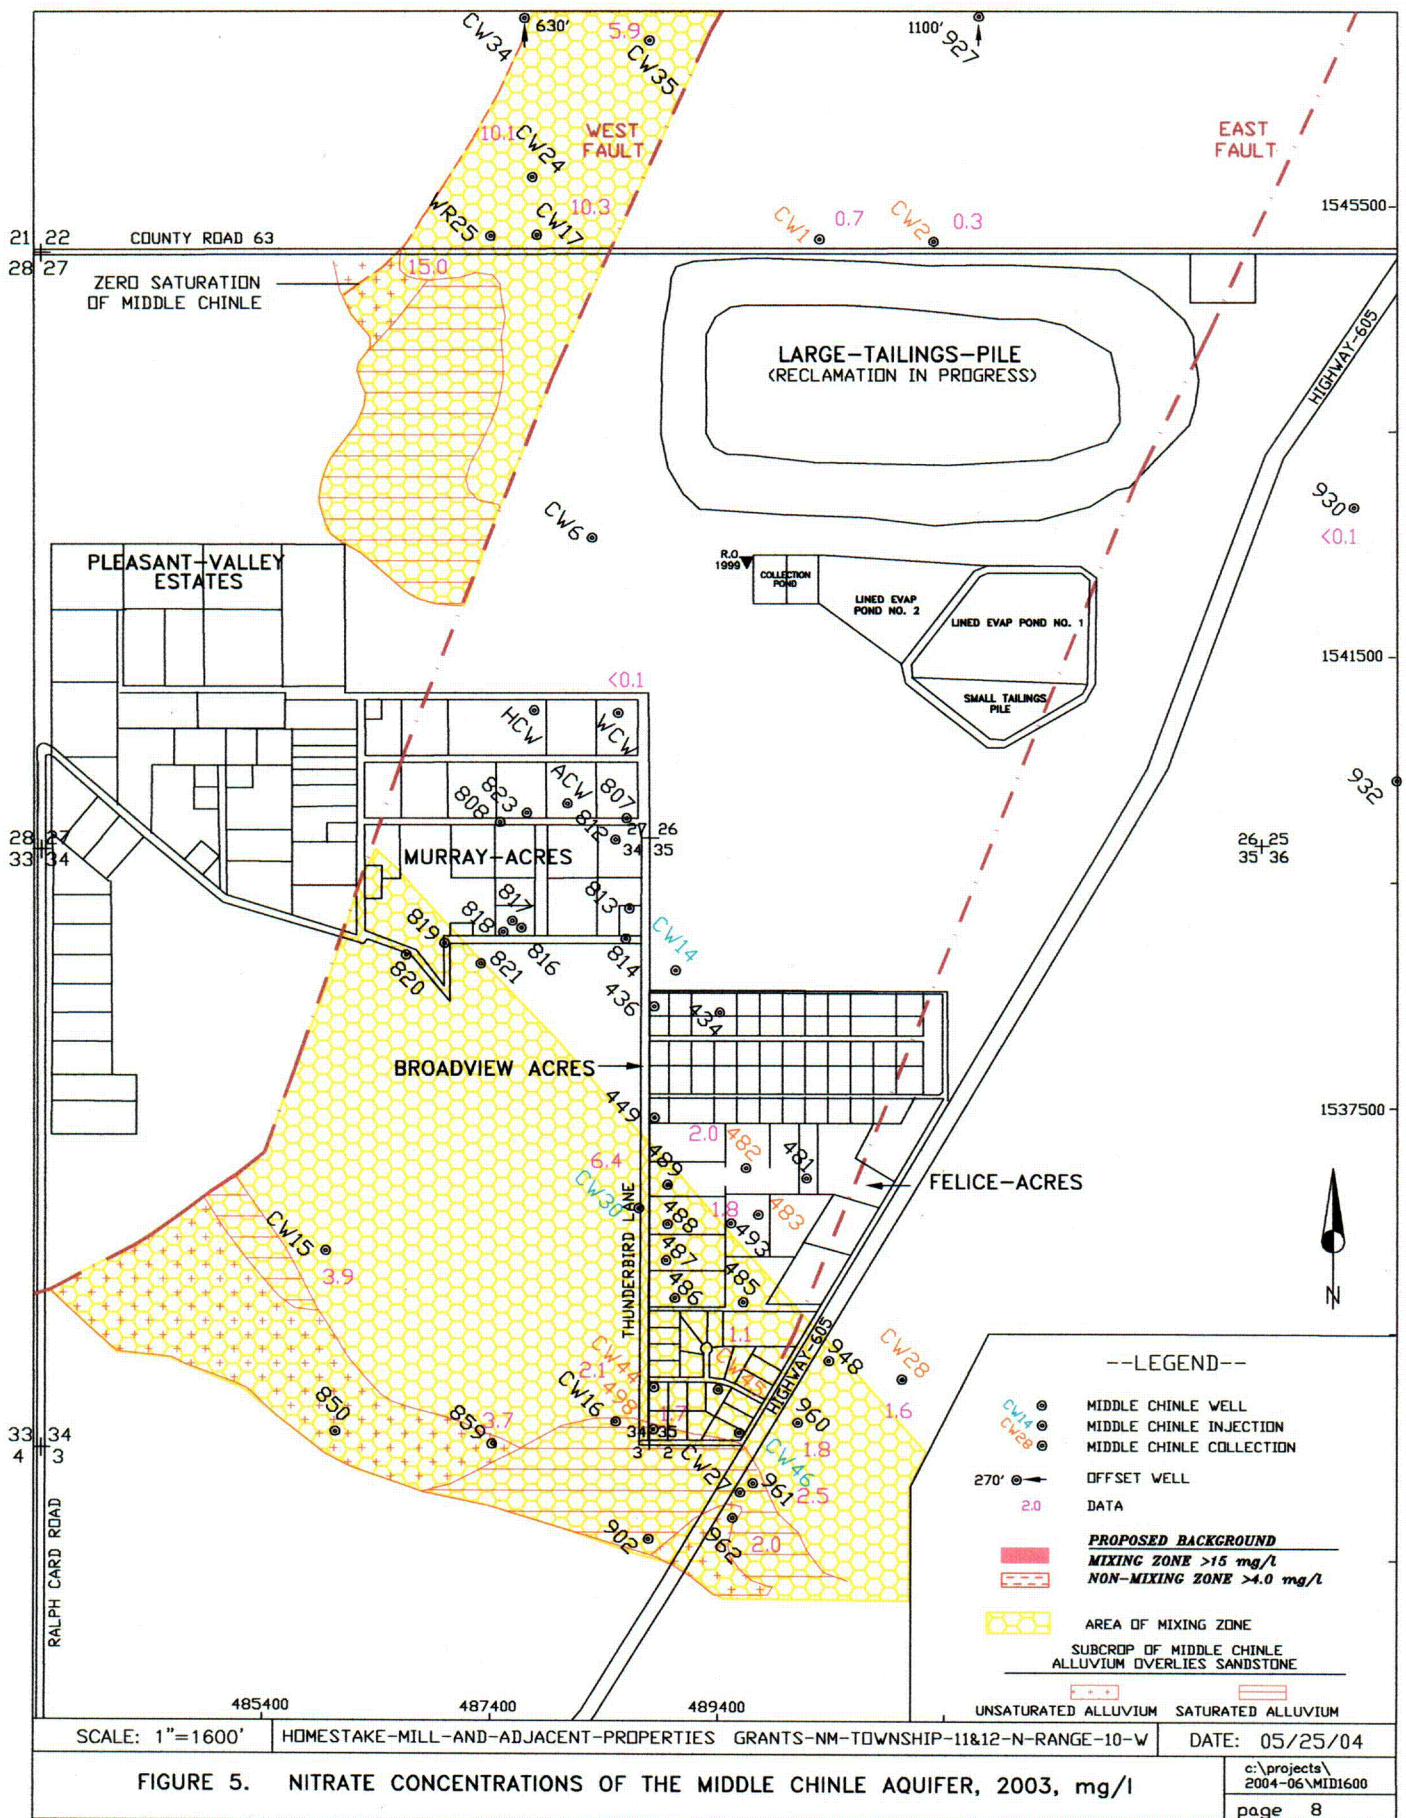 CW34
630'
5.9
CW35
1100'
927
10.1
CW24
WEST
FAULT
EAST
FAULT
WR25
CW17
10.3
CW1
0.7
CW2
0.3
1545500
21 22
28 27
COUNTY ROAD 63
15.0
ZERO SATURATION
OF MIDDLE CHINLE
LARGE-TAILINGS-PILE
(RECLAMATION IN PROGRESS)
HIGHWAY-605
930
<0.1
CW6
PLEASANT-VALLEY
ESTATES
R.O.
1999
COLLECTION
POND
LINED EVAP
POND NO. 2
LINED EVAP POND NO. 1
SMALL TAILINGS
PILE
1541500
<0.1
HCW
WCW
ACW
823
808
807
812
932
28 27
33 34
27 26
34 35
26 25
35 36
MURRAY-ACRES
817
818
813
819
820
821
816
814
CW14
436
434
BROADVIEW ACRES
449
1537500
2.0
482
481
6.4
489
CW30
FELICE-ACRES
1.8
483
488
493
487
485
486
THUNDERBIRD LANE
CW15
3.9
1.1
HIGHWAY-605
948
CW28
CW44
2.1
498
CW45
CW16
1.7
850
859
3.7
960
1.6
1.8
33 34
4 3
34 35
3 2
CW27
CW46
961
2.5
902
962
2.0
RALPH CARD ROAD
N
--LEGEND--
CW14
CW28
MIDDLE CHINLE WELL
MIDDLE CHINLE INJECTION
MIDDLE CHINLE COLLECTION
270'
OFFSET WELL
2.0
DATA
PROPOSED BACKGROUND
MIXING ZONE >15 mg/l
NON-MIXING ZONE >4.0 mg/l
AREA OF MIXING ZONE
SUBCROP OF MIDDLE CHINLE
ALLUVIUM OVERLIES SANDSTONE
UNSATURATED ALLUVIUM
SATURATED ALLUVIUM
485400
487400
489400
SCALE: 1"=1600'
HOMESTAKE-MILL-AND-ADJACENT-PROPERTIES GRANTS-NM-TOWNSHIP-11&12-N-RANGE-10-W
DATE: 05/25/04
FIGURE 5. NITRATE CONCENTRATIONS OF THE MIDDLE CHINLE AQUIFER, 2003, mg/l
c:\projects\
2004-06\MID1600
page 8